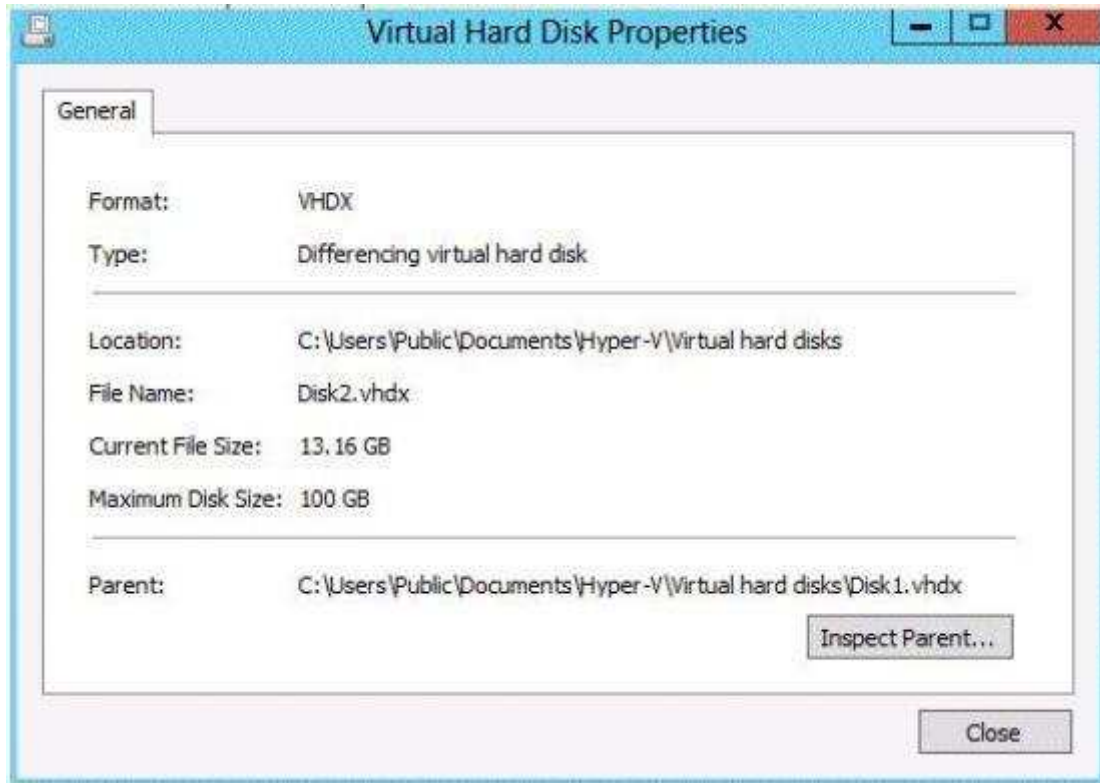 Virtual Hard Disk Properties
General
Format: VHDX
Type: Differencing virtual hard disk
Location: C:\Users\Public\Documents\Hyper-V\Virtual hard disks
File Name: Disk2.vhdx
Current File Size: 13.16 GB
Maximum Disk Size: 100 GB
Parent: C:\Users\Public\Documents\Hyper-V\Virtual hard disks\Disk1.vhdx
Inspect Parent...
Close